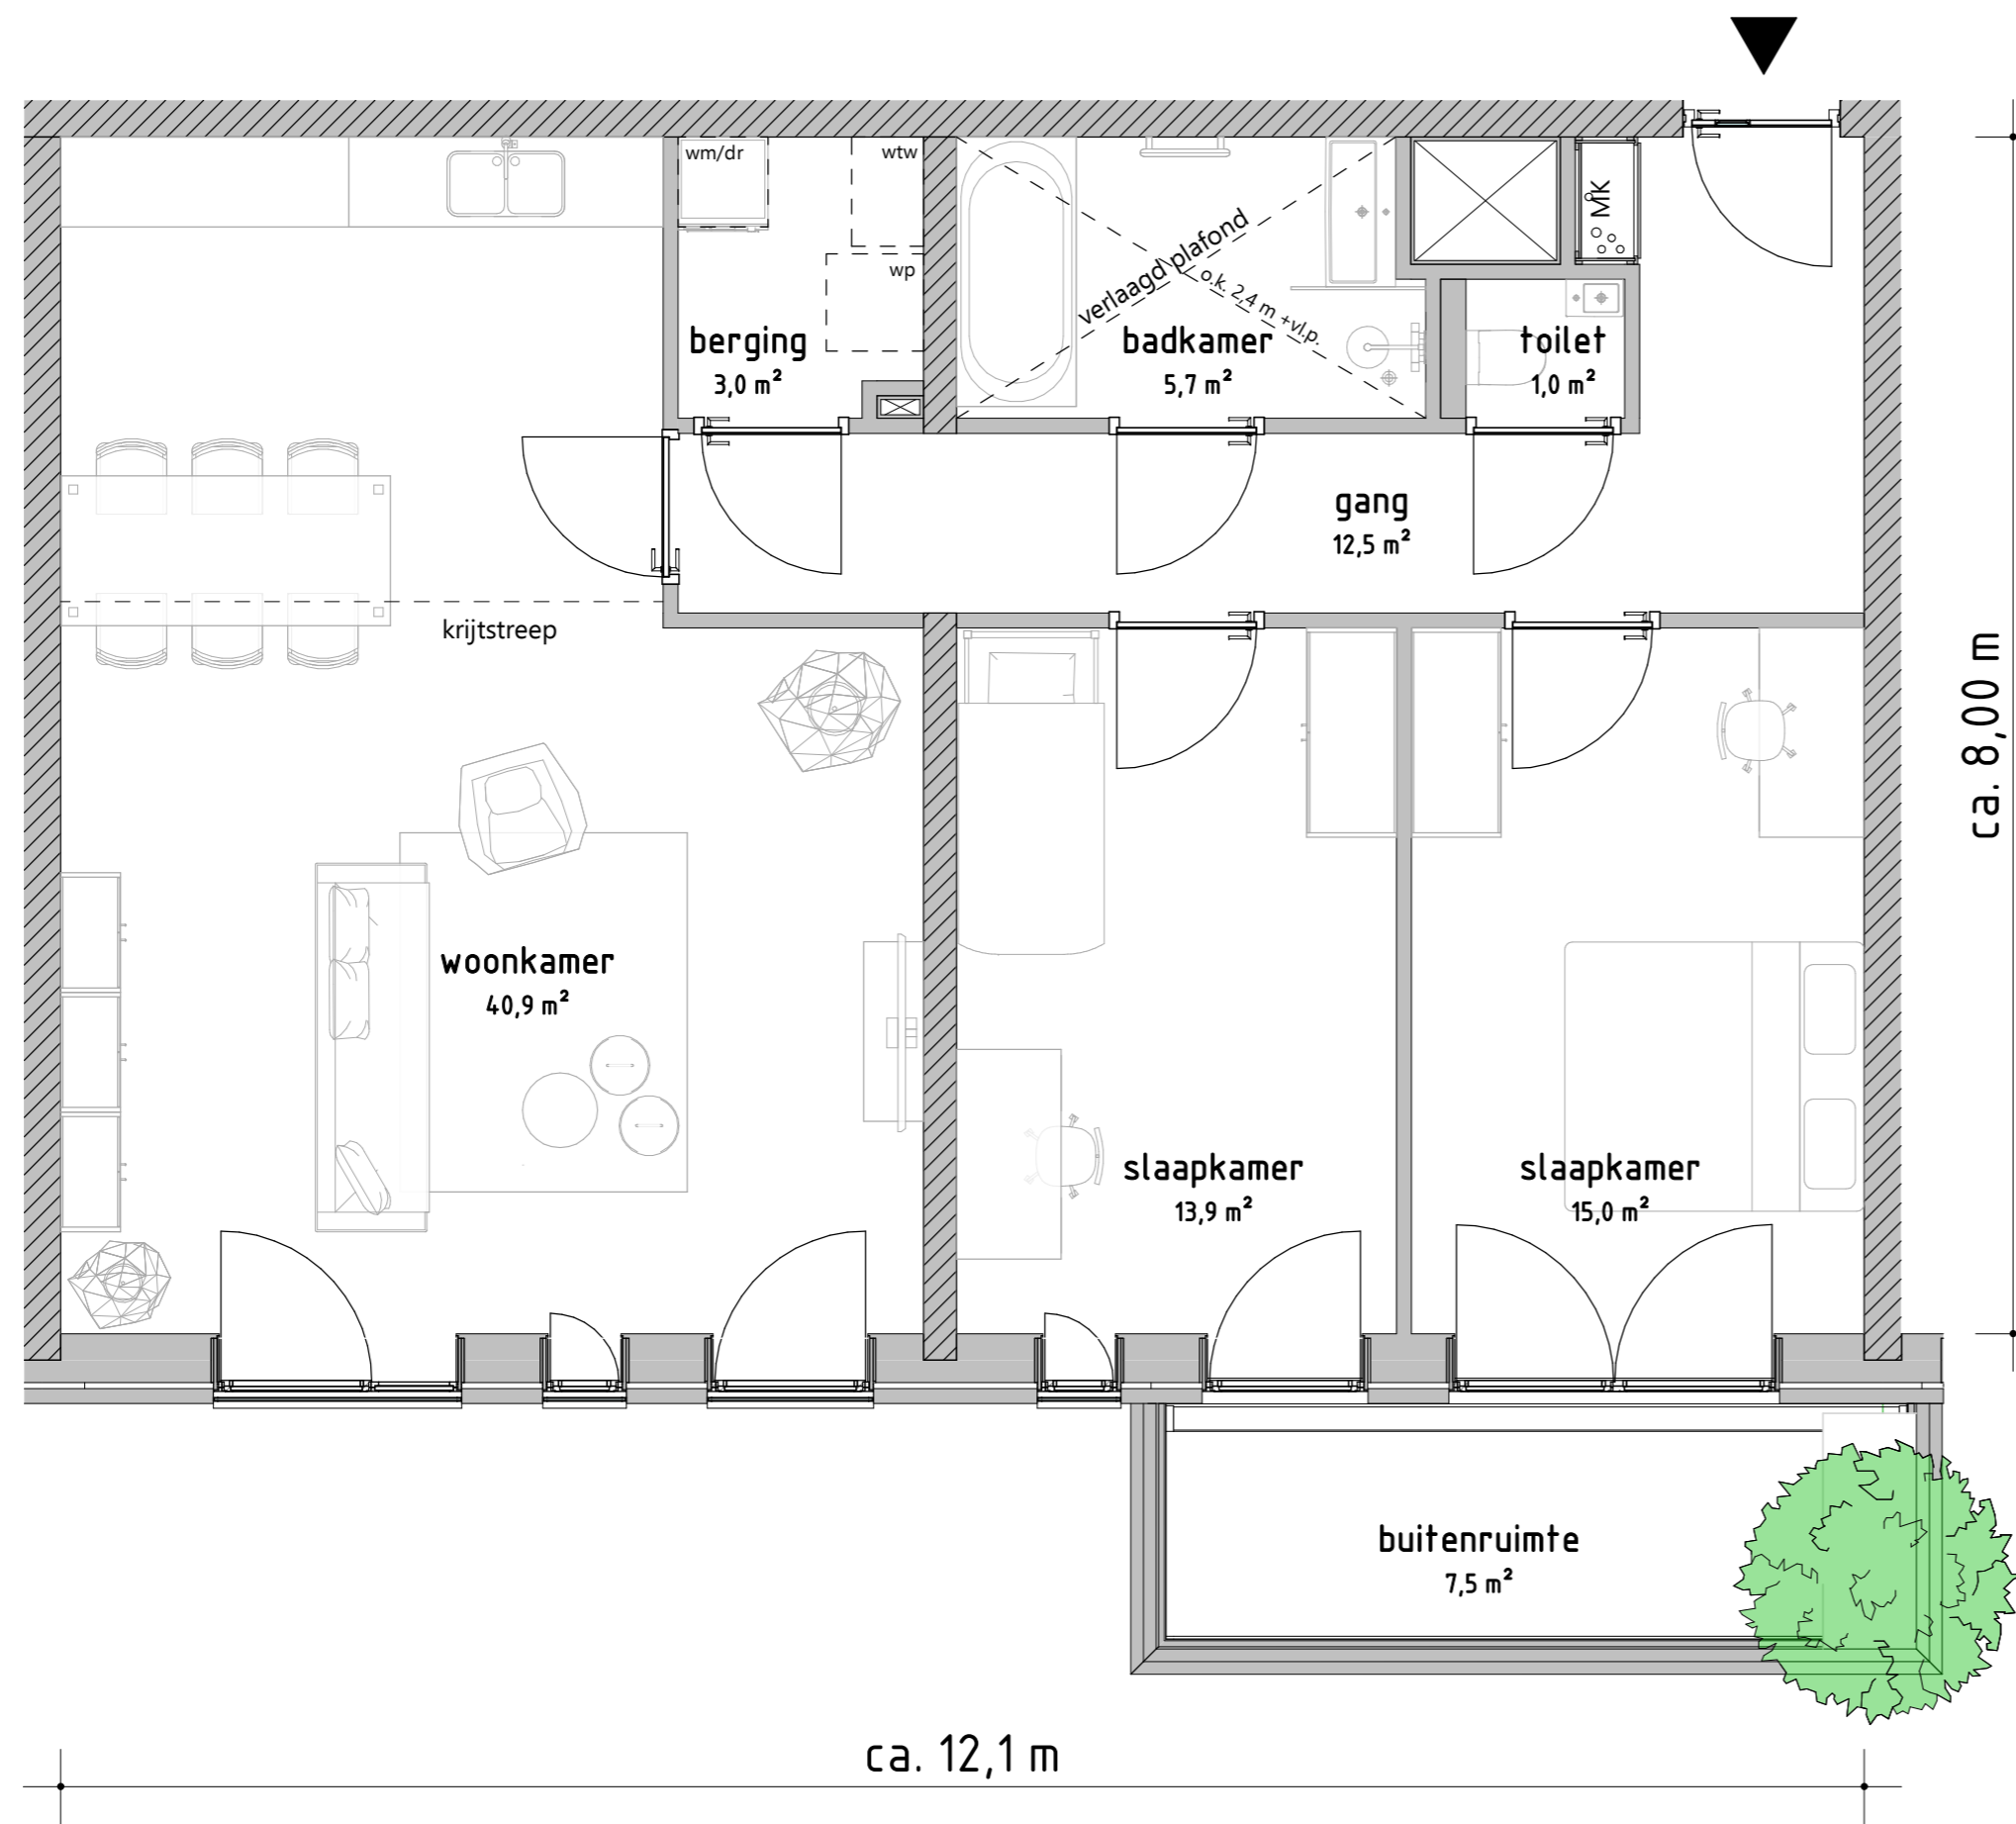 wm/dr
wtw
wp
berging
3,0 m²
verlaagd plafond
o.k. 2,4 m +vl.p.
badkamer
5,7 m²
MK
toilet
1,0 m²
gang
12,5 m²
krijtstreep
ca. 8,00 m
woonkamer
40,9 m²
slaapkamer
13,9 m²
slaapkamer
15,0 m²
buitenruimte
7,5 m²
ca. 12,1 m